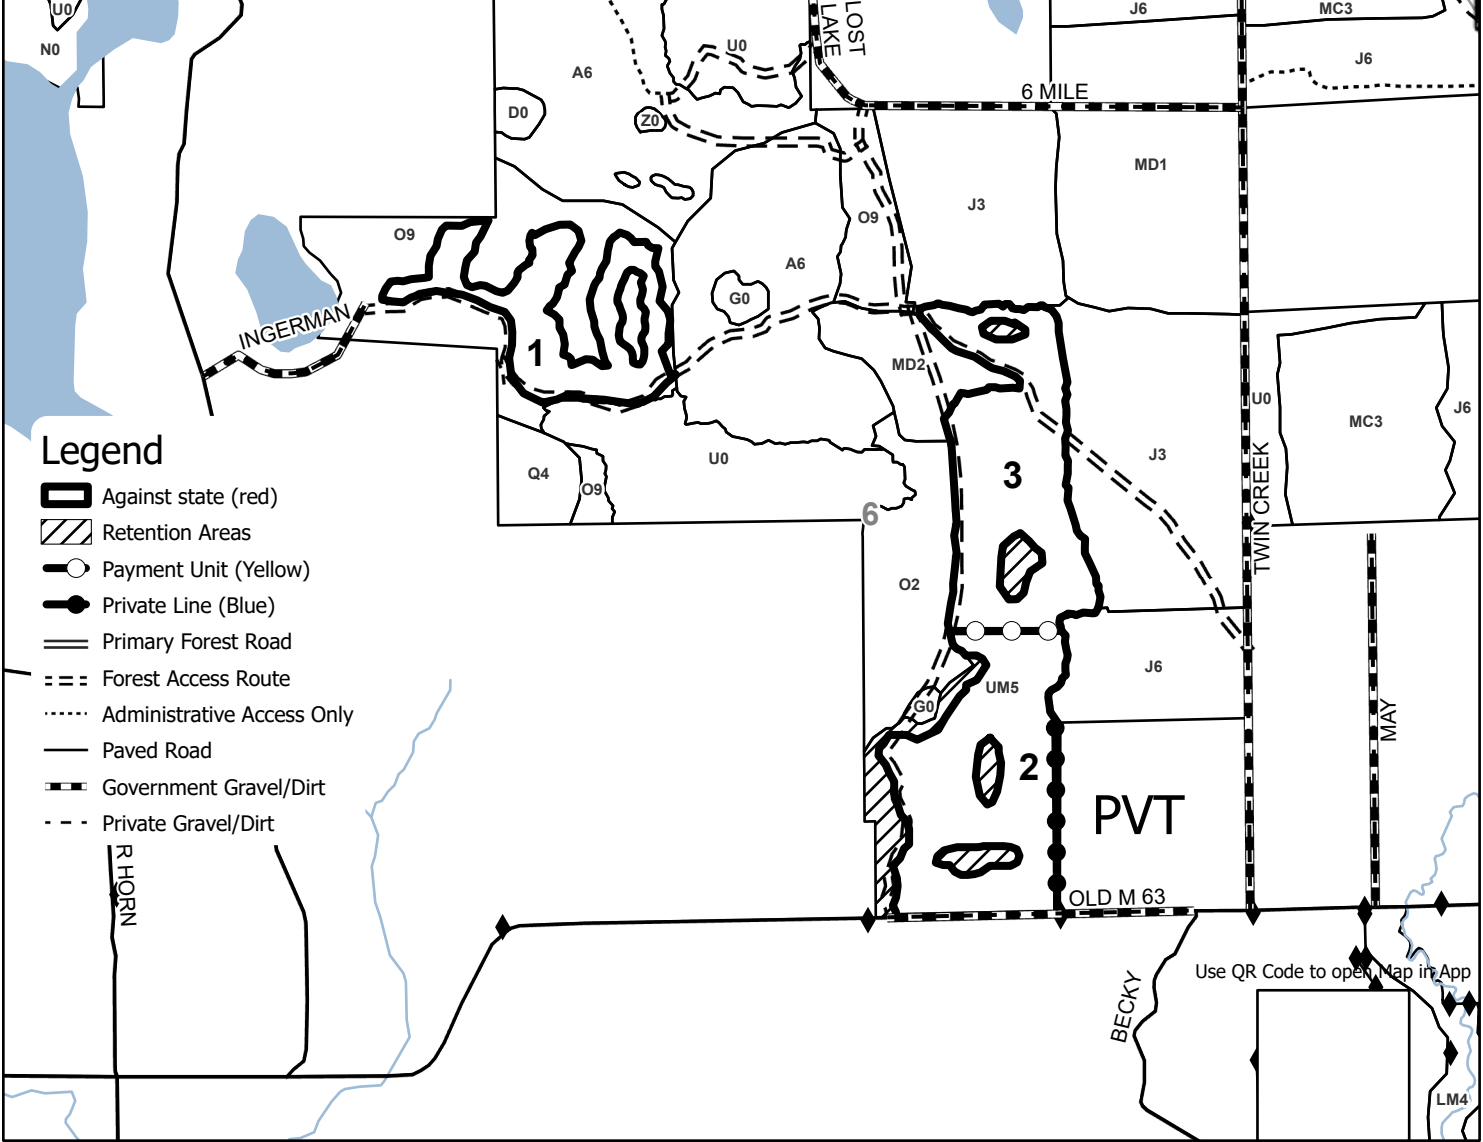 U0
N0
A6
U0
LOST
LAKE
J6
MC3
J6
6 MILE
D0
Z0
MD1
O9
J3
O9
A6
G0
INGERMAN
1
MD2
U0
MC3
J6
J3
Q4
O9
U0
3
6
TWIN CREEK
O2
J6
UM5
G0
MAY
2
PVT
OLD M 63
BECKY
LM4
R HORN
Use QR Code to open Map in App
Legend
Against state (red)
Retention Areas
Payment Unit (Yellow)
Private Line (Blue)
Primary Forest Road
Forest Access Route
Administrative Access Only
Paved Road
Government Gravel/Dirt
Private Gravel/Dirt